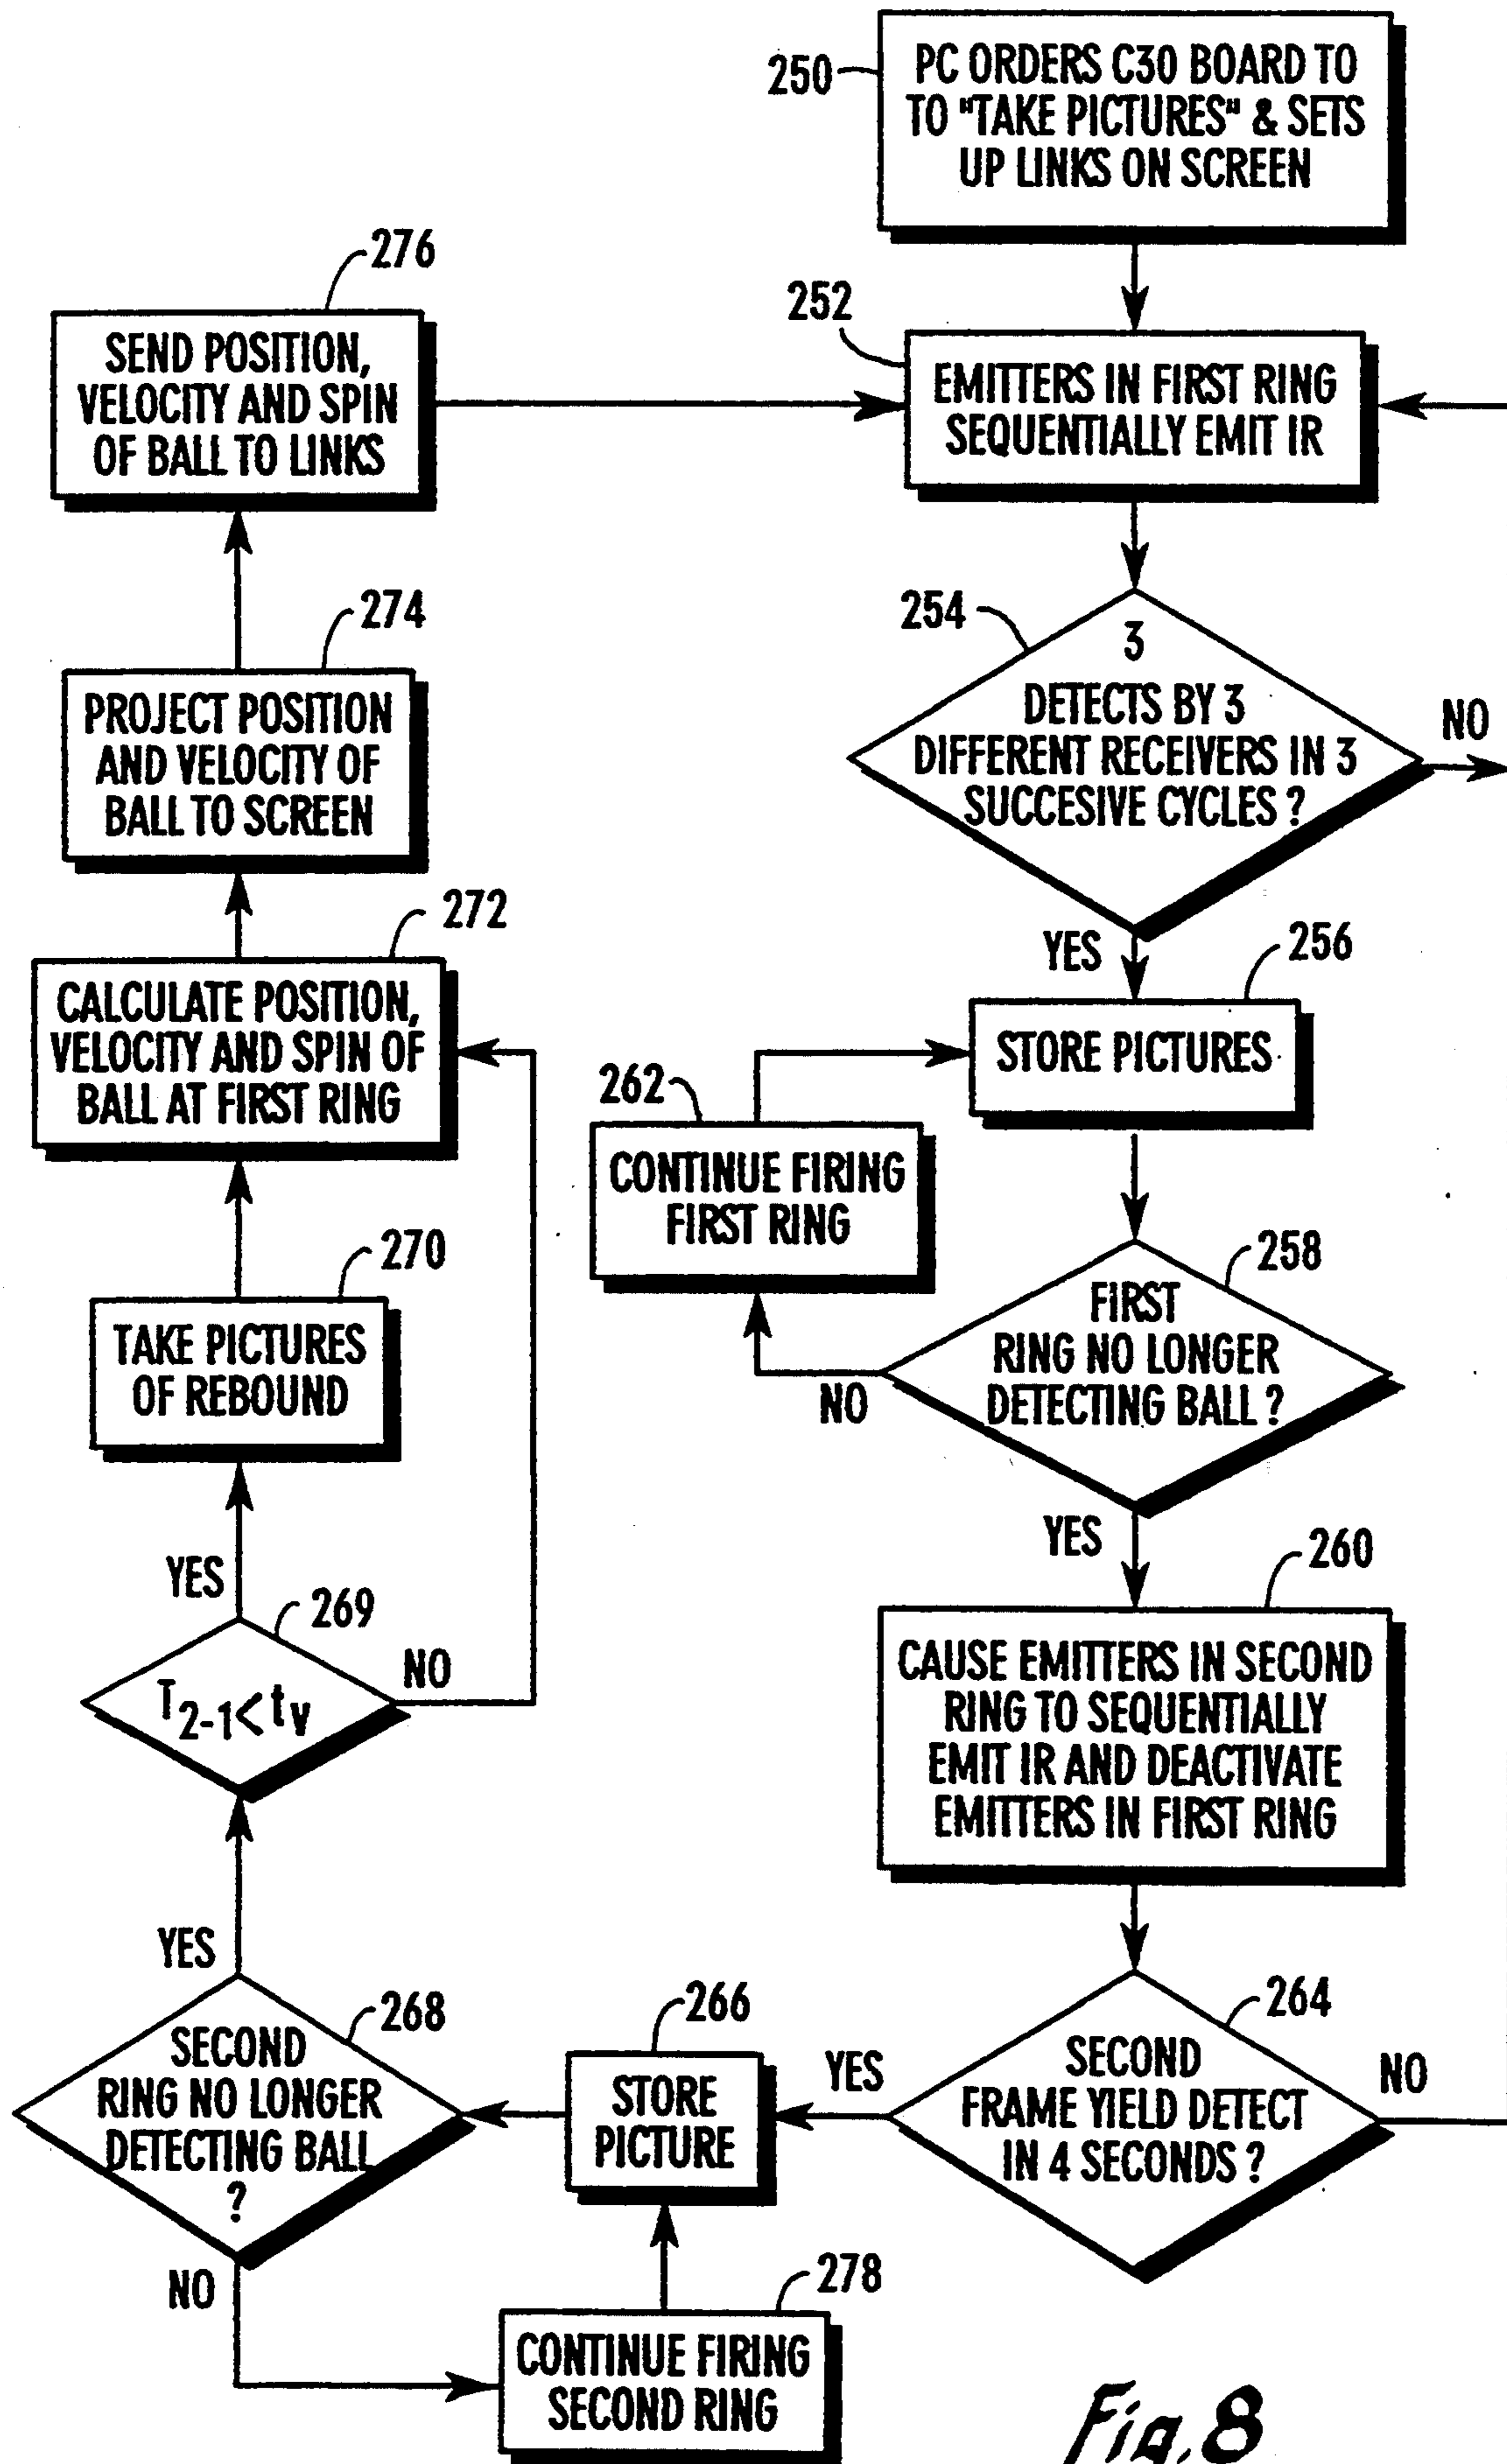 250
PC ORDERS C30 BOARD TO
TO "TAKE PICTURES" & SETS
UP LINKS ON SCREEN
252
EMITTERS IN FIRST RING
SEQUENTIALLY EMIT IR
254
3
DETECTS BY 3
DIFFERENT RECEIVERS IN 3
SUCCESIVE CYCLES ?
NO
YES
256
STORE PICTURES
262
CONTINUE FIRING
FIRST RING
258
FIRST
RING NO LONGER
DETECTING BALL ?
NO
YES
260
CAUSE EMITTERS IN SECOND
RING TO SEQUENTIALLY
EMIT IR AND DEACTIVATE
EMITTERS IN FIRST RING
264
SECOND
FRAME YIELD DETECT
IN 4 SECONDS ?
NO
YES
266
STORE
PICTURE
268
SECOND
RING NO LONGER
DETECTING BALL
?
NO
278
CONTINUE FIRING
SECOND RING
YES
269
T2-1<tv
NO
YES
270
TAKE PICTURES
OF REBOUND
272
CALCULATE POSITION,
VELOCITY AND SPIN OF
BALL AT FIRST RING
274
PROJECT POSITION
AND VELOCITY OF
BALL TO SCREEN
276
SEND POSITION,
VELOCITY AND SPIN
OF BALL TO LINKS
Fig.8